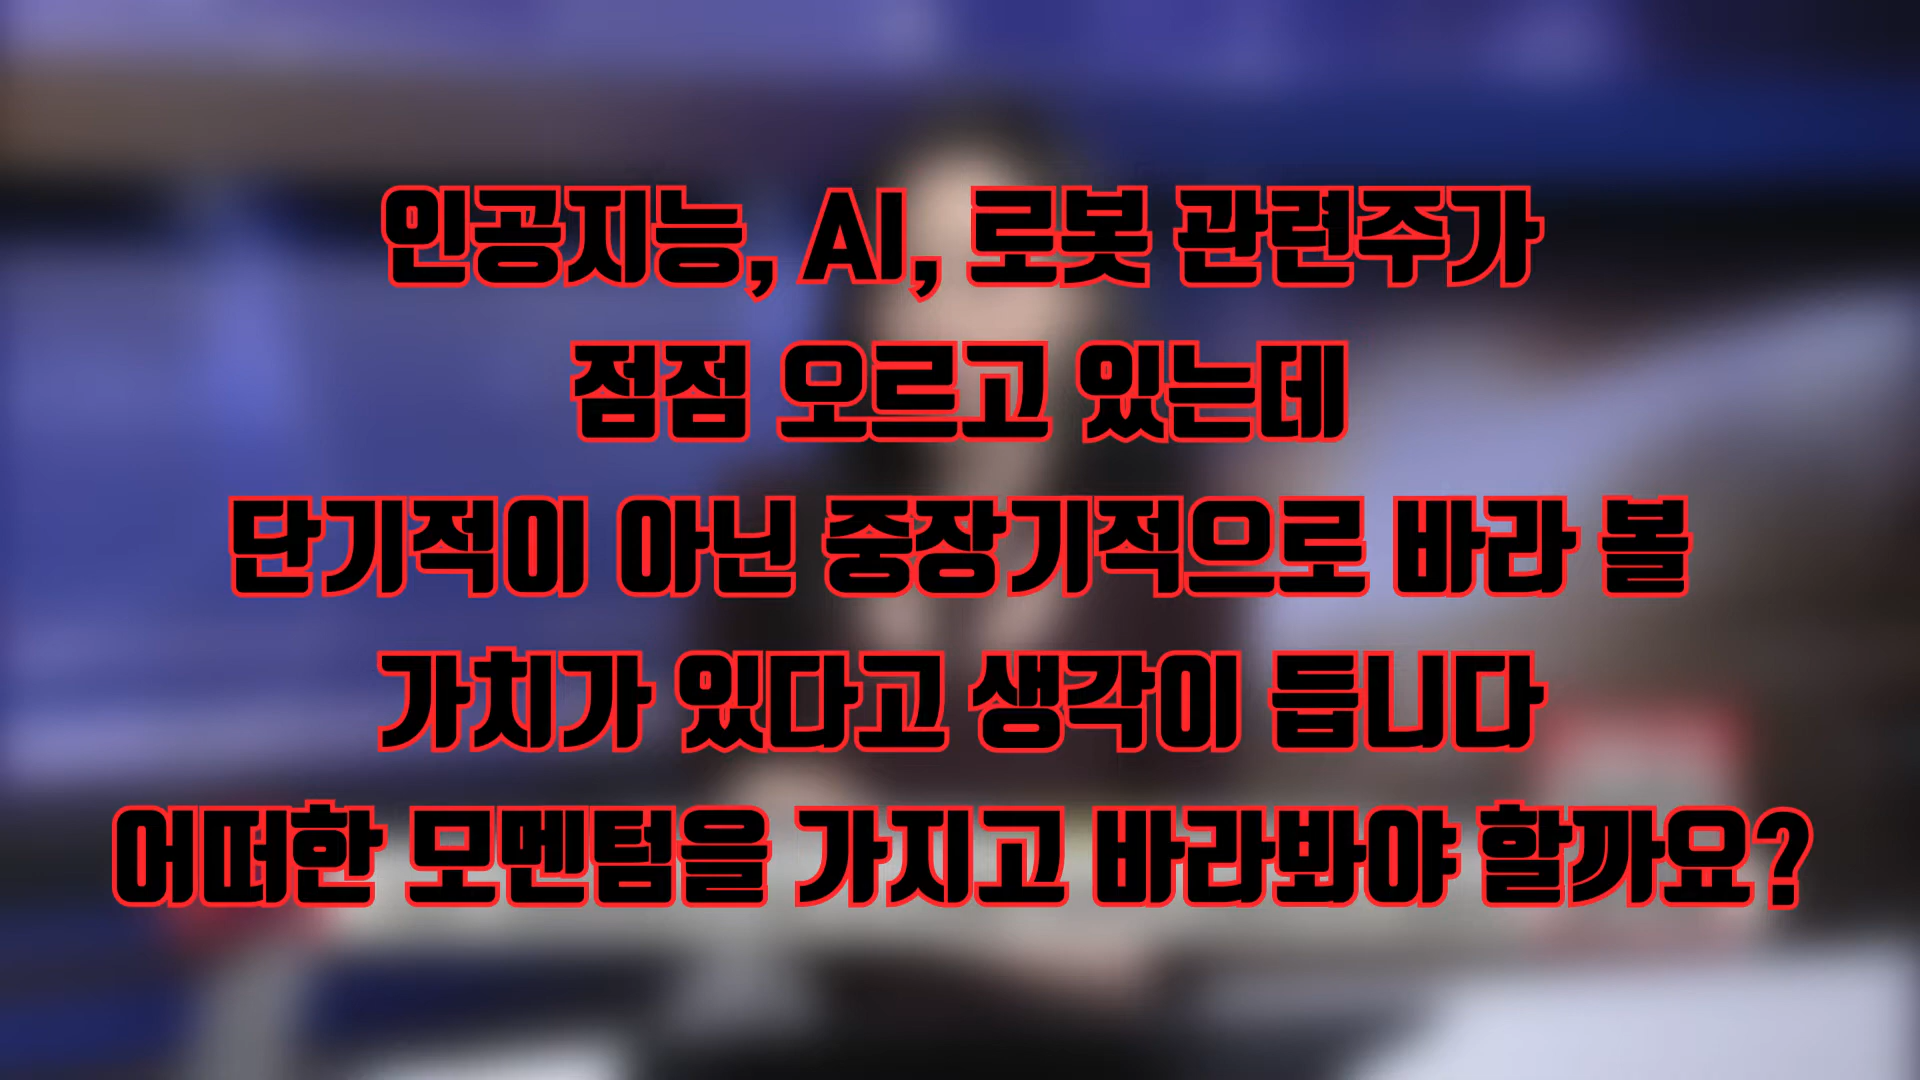 인공지능, AI, 로봇 관련주가
점점 오르고 있는데
단기적이 아닌 중장기적으로 바라 볼
가치가 있다고 생각이 듭니다
어떠한 모멘텀을 가지고 바라봐야 할까요?